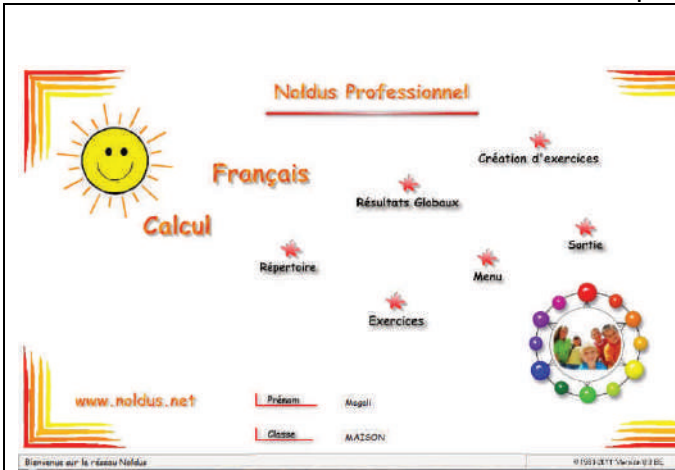 Noldus Professionnel
Création d'exercices
Français
Résultats Globaux
Calcul
Sortie
Répertoire
Menu
Exercices
www.noldus.net
Prénom Magali
Classe MAISON
Bienvenue sur le réseau Noldus